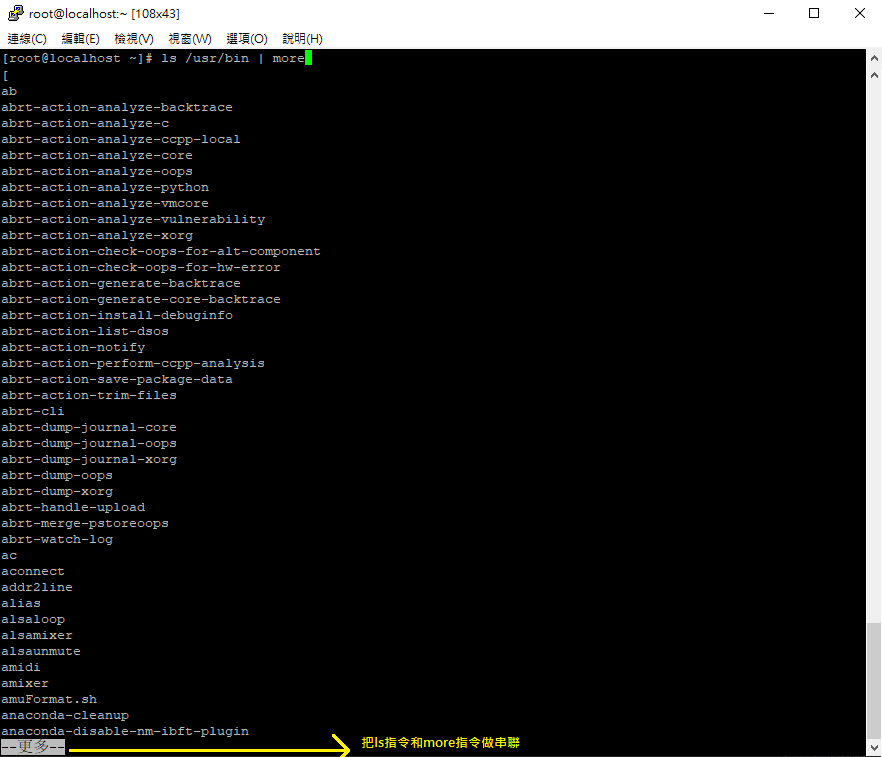 root@localhost:~ [108x43]
連線(C) 編輯(E) 檢視(V) 視窗(W) 選項(O) 說明(H)
[root@localhost ~]# ls /usr/bin | more
[
ab
abrt-action-analyze-backtrace
abrt-action-analyze-c
abrt-action-analyze-ccpp-local
abrt-action-analyze-core
abrt-action-analyze-oops
abrt-action-analyze-python
abrt-action-analyze-vmcore
abrt-action-analyze-vulnerability
abrt-action-analyze-xorg
abrt-action-check-oops-for-alt-component
abrt-action-check-oops-for-hw-error
abrt-action-generate-backtrace
abrt-action-generate-core-backtrace
abrt-action-install-debuginfo
abrt-action-list-dsos
abrt-action-notify
abrt-action-perform-ccpp-analysis
abrt-action-save-package-data
abrt-action-trim-files
abrt-cli
abrt-dump-journal-core
abrt-dump-journal-oops
abrt-dump-journal-xorg
abrt-dump-oops
abrt-dump-xorg
abrt-handle-upload
abrt-merge-pstoreoops
abrt-watch-log
ac
aconnect
addr2line
alias
alsaloop
alsamixer
alsaunmute
amidi
amixer
amuFormat.sh
anaconda-cleanup
anaconda-disable-nm-ibft-plugin
--更多-- 把ls指令和more指令做串聯